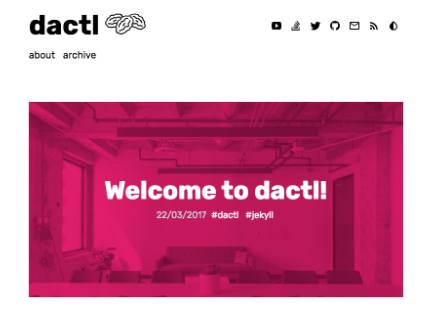 dactl
about archive
Welcome to dactl!
22/03/2017 #dactl #jekyll